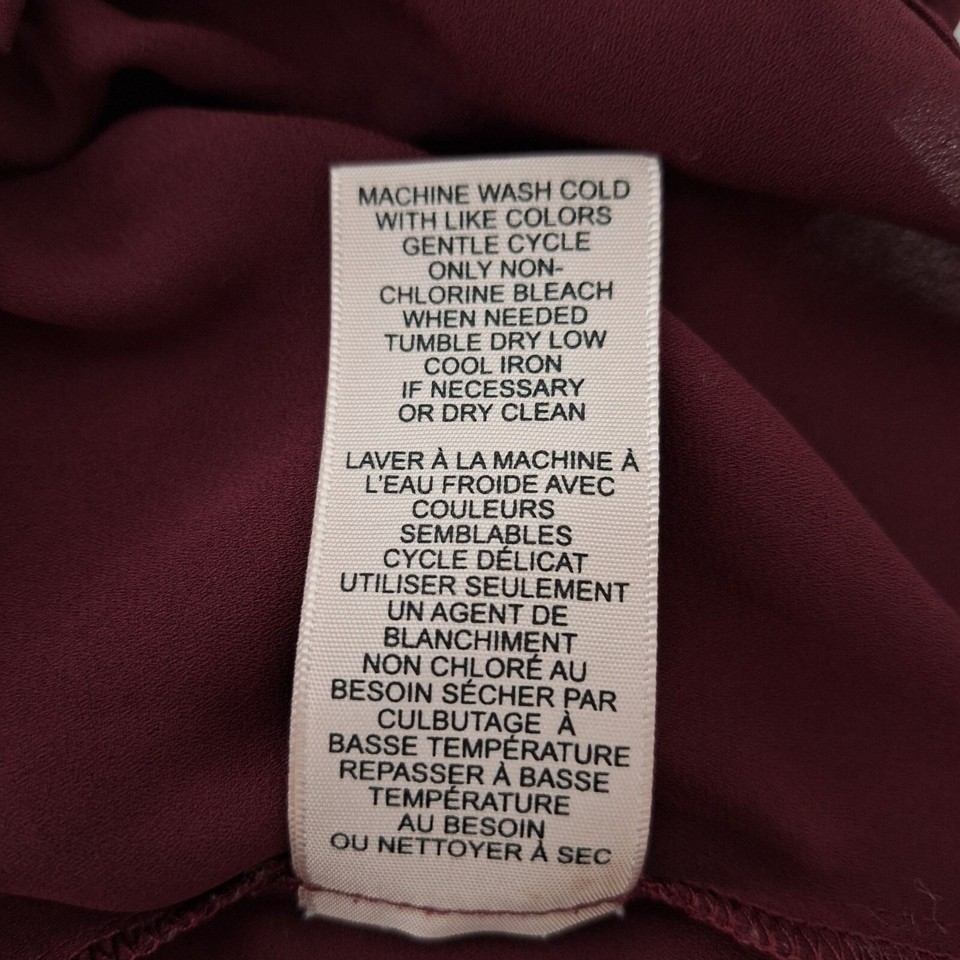 MACHINE WASH COLD
WITH LIKE COLORS
GENTLE CYCLE
ONLY NON-
CHLORINE BLEACH
WHEN NEEDED
TUMBLE DRY LOW
COOL IRON
IF NECESSARY
OR DRY CLEAN
LAVER À LA MACHINE À
L'EAU FROIDE AVEC
COULEURS
SEMBLABLES
CYCLE DÉLICAT
UTILISER SEULEMENT
UN AGENT DE
BLANCHIMENT
NON CHLORÉ AU
BESOIN SÉCHER PAR
CULBUTAGE À
BASSE TEMPÉRATURE
REPASSER À BASSE
TEMPÉRATURE
AU BESOIN
OU NETTOYER À SEC